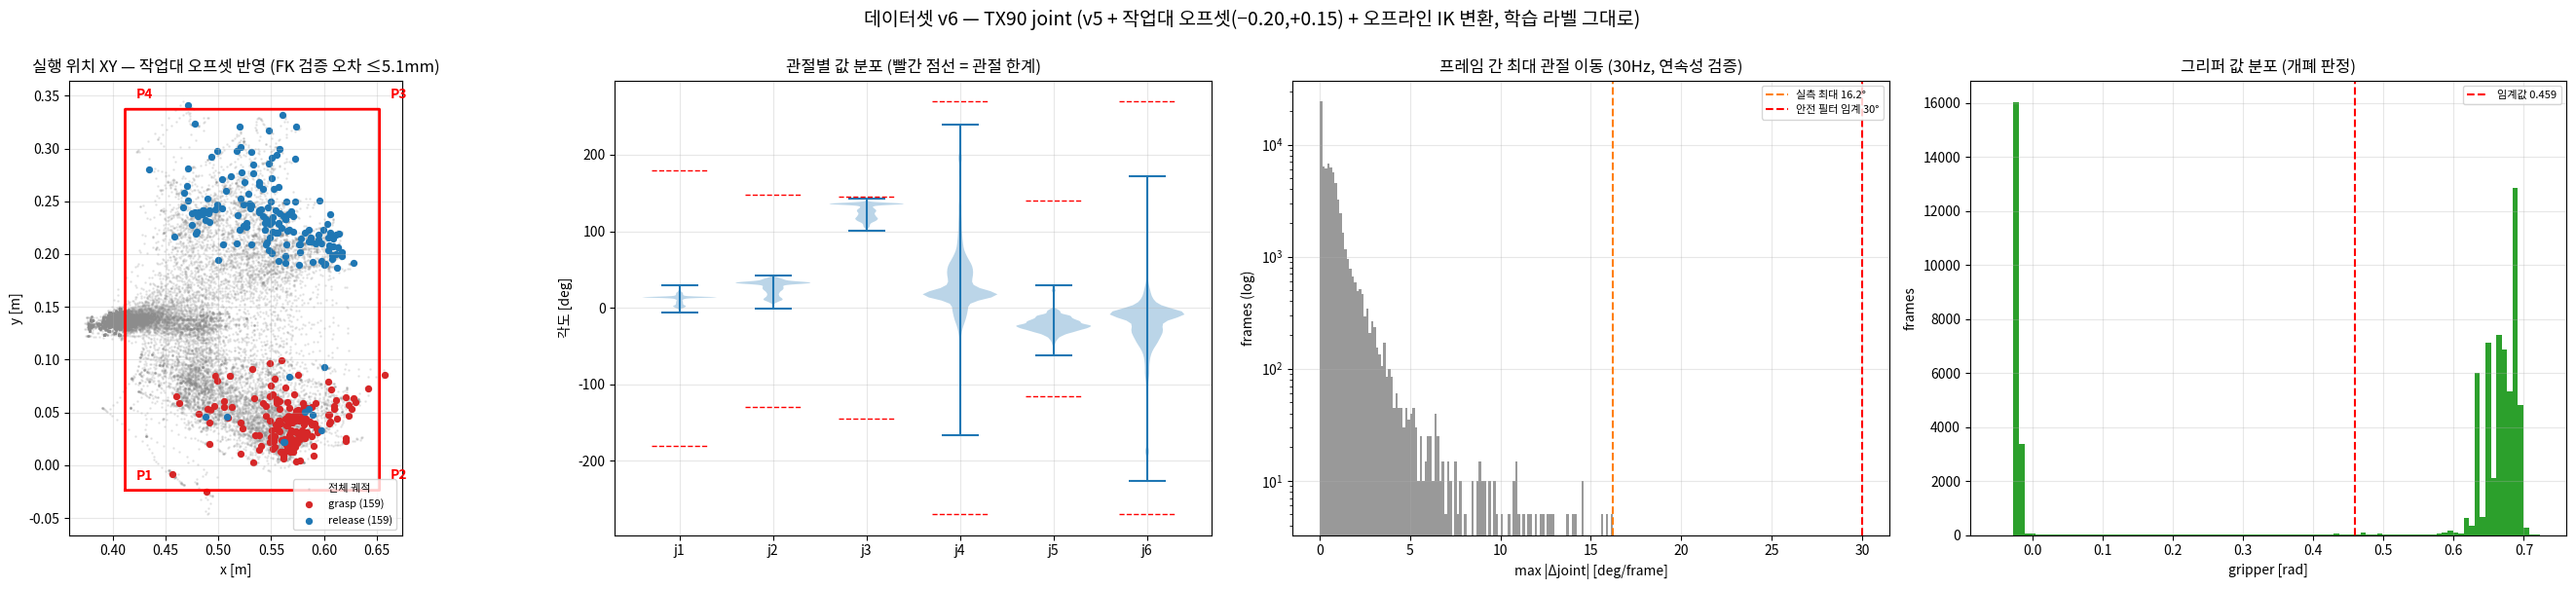 데이터셋 v6 — TX90 joint (v5 + 작업대 오프셋(−0.20,+0.15) + 오프라인 IK 변환, 학습 라벨 그대로)
실행 위치 XY — 작업대 오프셋 반영 (FK 검증 오차 ≤5.1mm)
P4
P3
P1
P2
0.35
0.30
0.25
0.20
0.15
0.10
0.05
0.00
-0.05
y [m]
전체 궤적
grasp (159)
release (159)
0.40
0.45
0.50
0.55
0.60
0.65
x [m]
관절별 값 분포 (빨간 점선 = 관절 한계)
200
100
0
-100
-200
각도 [deg]
j1
j2
j3
j4
j5
j6
프레임 간 최대 관절 이동 (30Hz, 연속성 검증)
실측 최대 16.2°
안전 필터 임계 30°
10⁴
10³
10²
10¹
frames (log)
0
5
10
15
20
25
30
max |Δjoint| [deg/frame]
그리퍼 값 분포 (개폐 판정)
임계값 0.459
16000
14000
12000
10000
8000
6000
4000
2000
0
frames
0.0
0.1
0.2
0.3
0.4
0.5
0.6
0.7
gripper [rad]